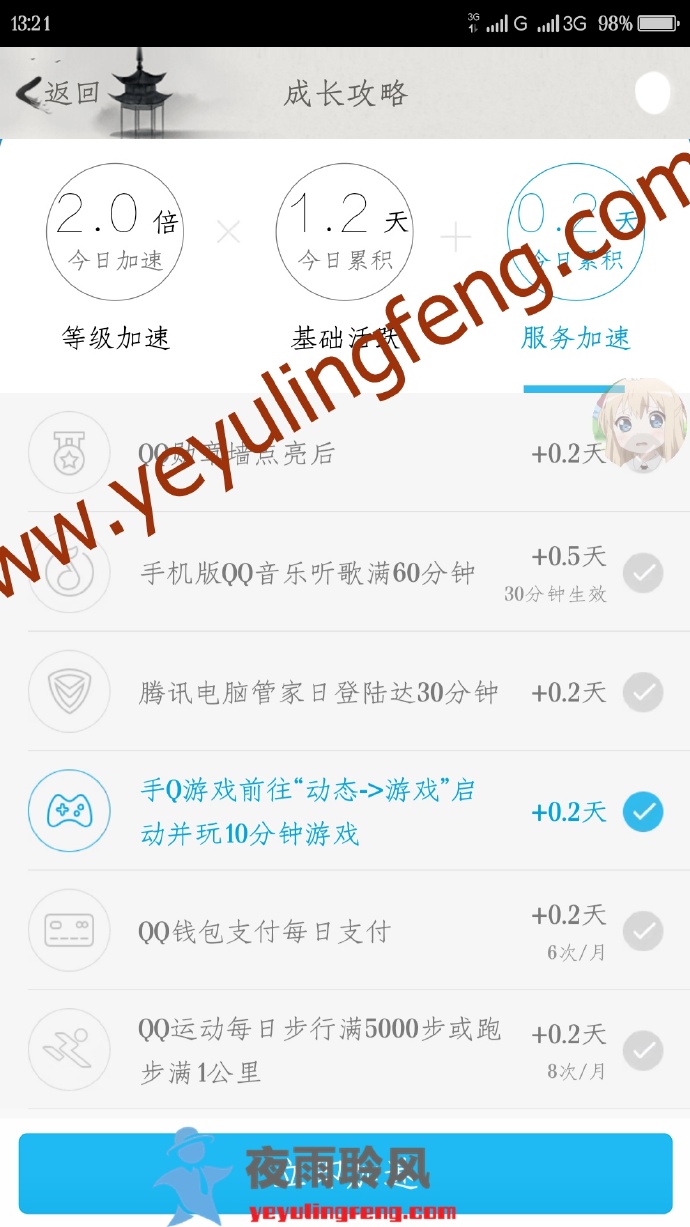 13:21
3G
G
3G
98%
返回
成长攻略
2.0 倍
今日加速
1.2 天
今日累积
0.2 天
今日累积
等级加速
基础活跃
服务加速
www.yeyulingfeng.com
QQ勋章墙点亮后
+0.2天
手机版QQ音乐听歌满60分钟
+0.5天
30分钟生效
腾讯电脑管家日登陆达30分钟
+0.2天
手Q游戏前往“动态->游戏”启
动并玩10分钟游戏
+0.2天
QQ钱包支付每日支付
+0.2天
6次/月
QQ运动每日步行满5000步或跑
步满1公里
+0.2天
8次/月
夜雨聆风
yeyulingfeng.com